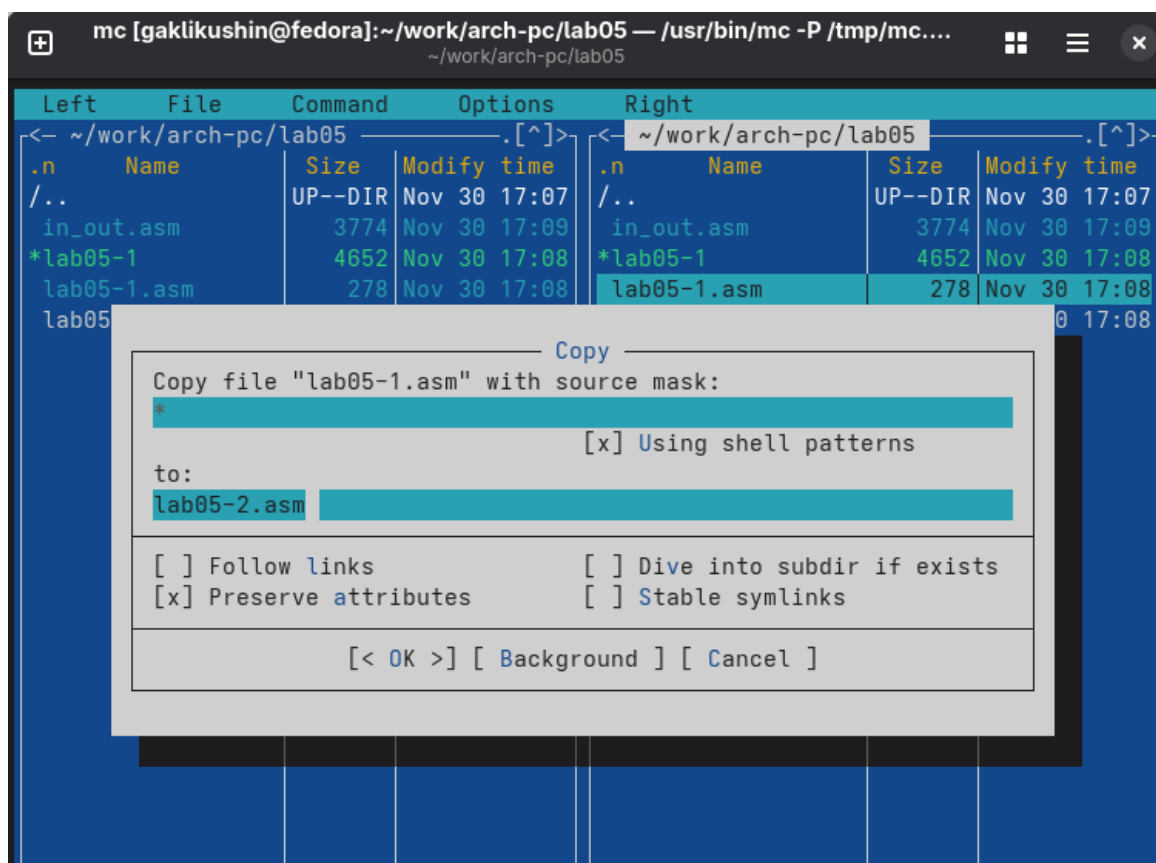 mc [gaklikushin@fedora]:~/work/arch-pc/lab05 — /usr/bin/mc -P /tmp/mc....
~/work/arch-pc/lab05
Left File Command Options Right
<— ~/work/arch-pc/lab05 .[^]> <— ~/work/arch-pc/lab05 .[^]>
.n Name Size Modify time .n Name Size Modify time
/.. UP--DIR Nov 30 17:07 /.. UP--DIR Nov 30 17:07
in_out.asm 3774 Nov 30 17:09 in_out.asm 3774 Nov 30 17:09
*lab05-1 4652 Nov 30 17:08 *lab05-1 4652 Nov 30 17:08
lab05-1.asm 278 Nov 30 17:08 lab05-1.asm 278 Nov 30 17:08
lab05 0 17:08
Copy
Copy file "lab05-1.asm" with source mask:
*
[x] Using shell patterns
to:
lab05-2.asm
[ ] Follow links [ ] Dive into subdir if exists
[x] Preserve attributes [ ] Stable symlinks
[< OK >] [ Background ] [ Cancel ]